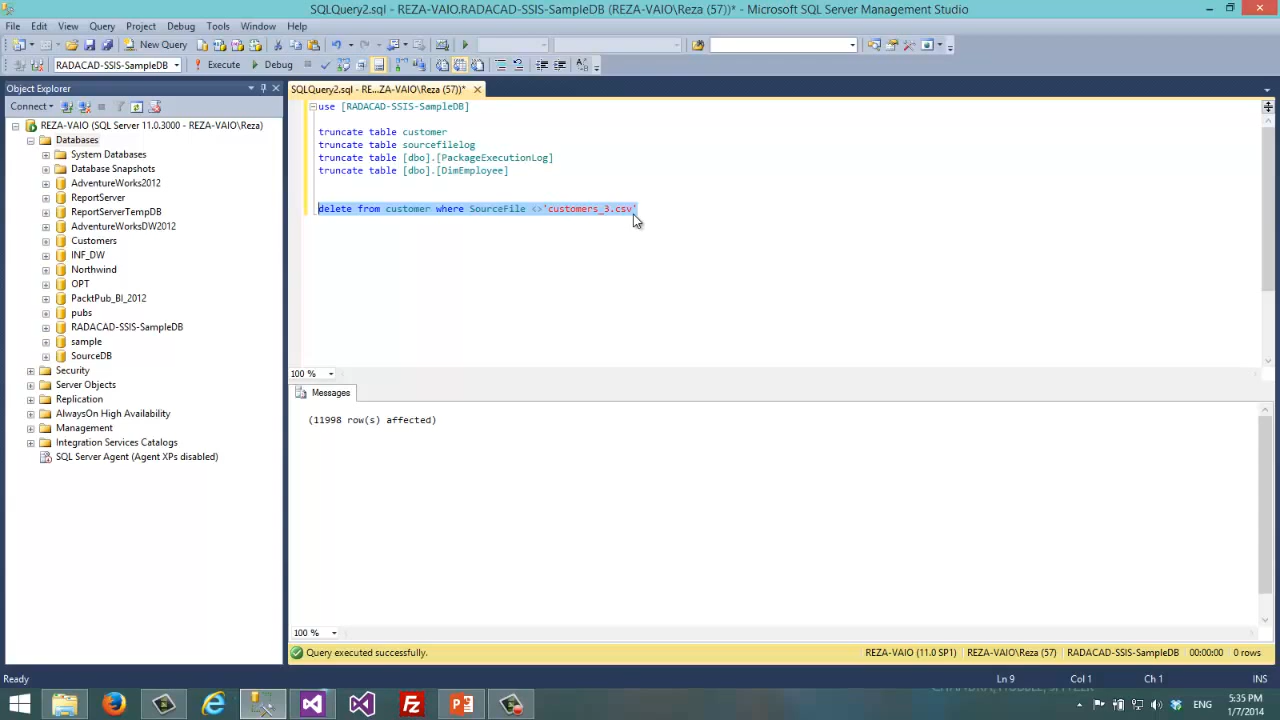 SQLQuery2.sql - REZA-VAIO.RADACAD-SSIS-SampleDB (REZA-VAIO\Reza (57))* - Microsoft SQL Server Management Studio
File Edit View Query Project Debug Tools Window Help
New Query
RADACAD-SSIS-SampleDB Execute Debug
Object Explorer
Connect
REZA-VAIO (SQL Server 11.0.3000 - REZA-VAIO\Reza)
Databases
System Databases
Database Snapshots
AdventureWorks2012
ReportServer
ReportServerTempDB
AdventureWorksDW2012
Customers
INF_DW
Northwind
OPT
PacktPub_BI_2012
pubs
RADACAD-SSIS-SampleDB
sample
SourceDB
Security
Server Objects
Replication
AlwaysOn High Availability
Management
Integration Services Catalogs
SQL Server Agent (Agent XPs disabled)
SQLQuery2.sql - RE...ZA-VAIO\Reza (57))*
use [RADACAD-SSIS-SampleDB]
truncate table customer
truncate table sourcefilelog
truncate table [dbo].[PackageExecutionLog]
truncate table [dbo].[DimEmployee]
delete from customer where SourceFile <>'customers_3.csv'
100 %
Messages
(11998 row(s) affected)
100 %
Query executed successfully. REZA-VAIO (11.0 SP1) REZA-VAIO\Reza (57) RADACAD-SSIS-SampleDB 00:00:00 0 rows
Ready Ln 9 Col 1 Ch 1 INS
5:35 PM
1/7/2014